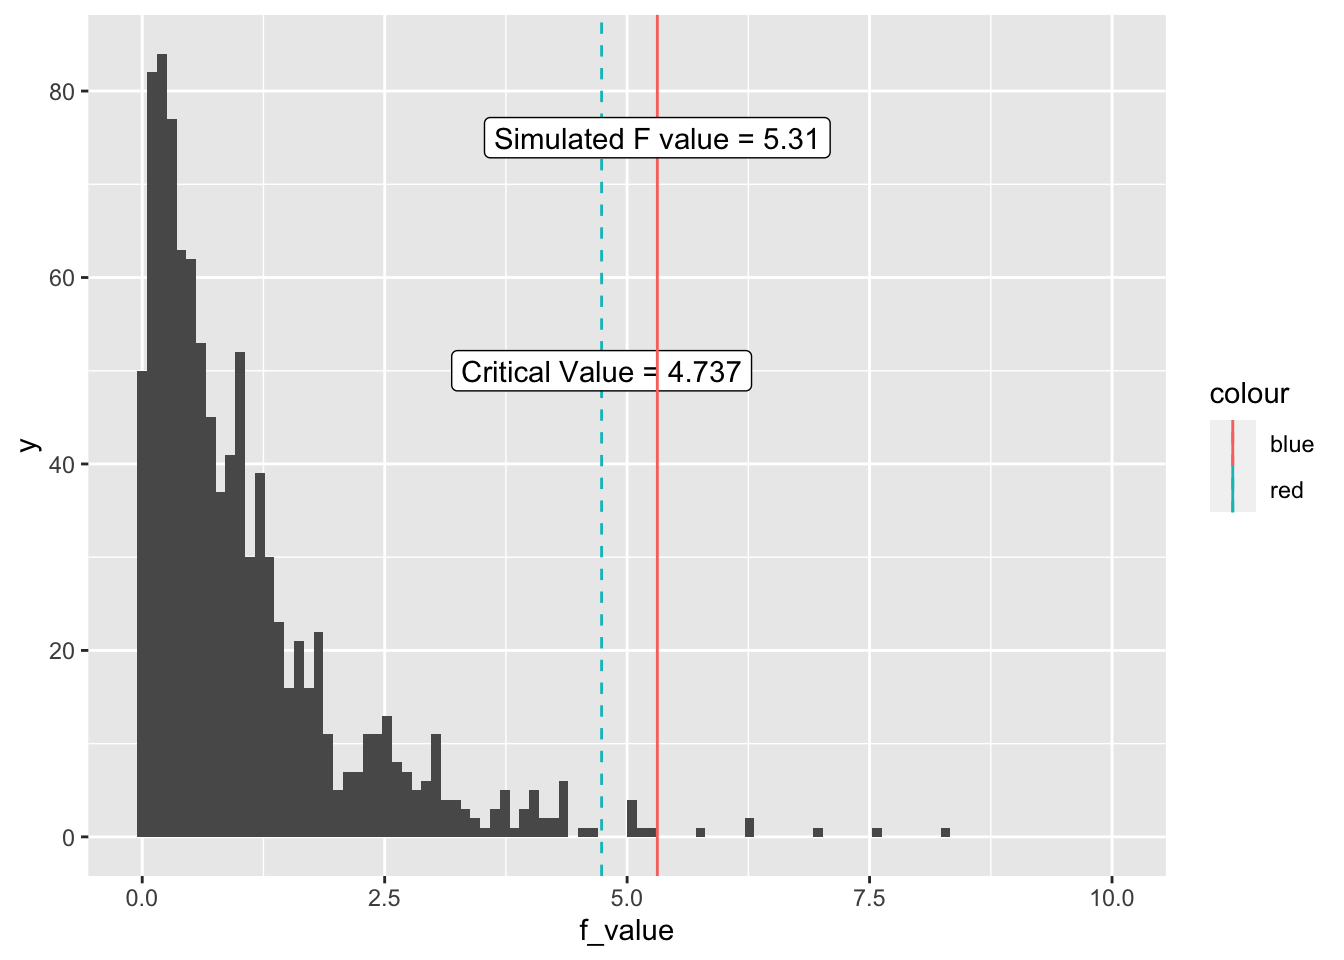 80
60
40
20
0
y
Simulated F value = 5.31
Critical Value = 4.737
0.0
2.5
5.0
7.5
10.0
f_value
colour
blue
red